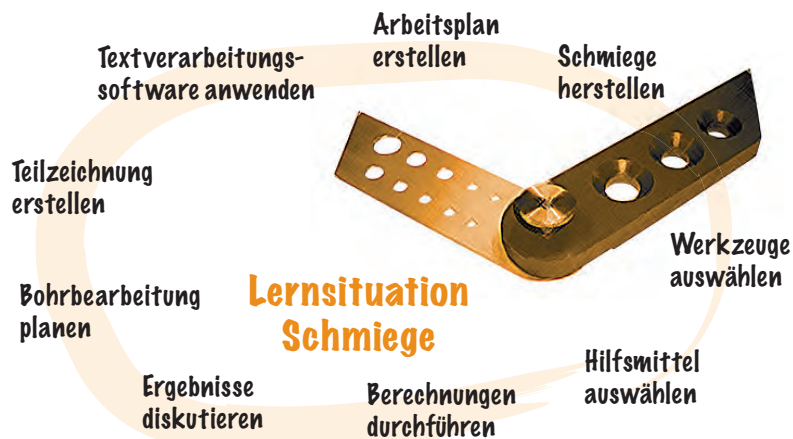 Arbeitsplan
erstellen
Textverarbeitungs-
software anwenden
Schmiege
herstellen
Teilzeichnung
erstellen
Werkzeuge
auswählen
Bohrbearbeitung
planen
Lernsituation
Schmiege
Hilfsmittel
auswählen
Ergebnisse
diskutieren
Berechnungen
durchführen